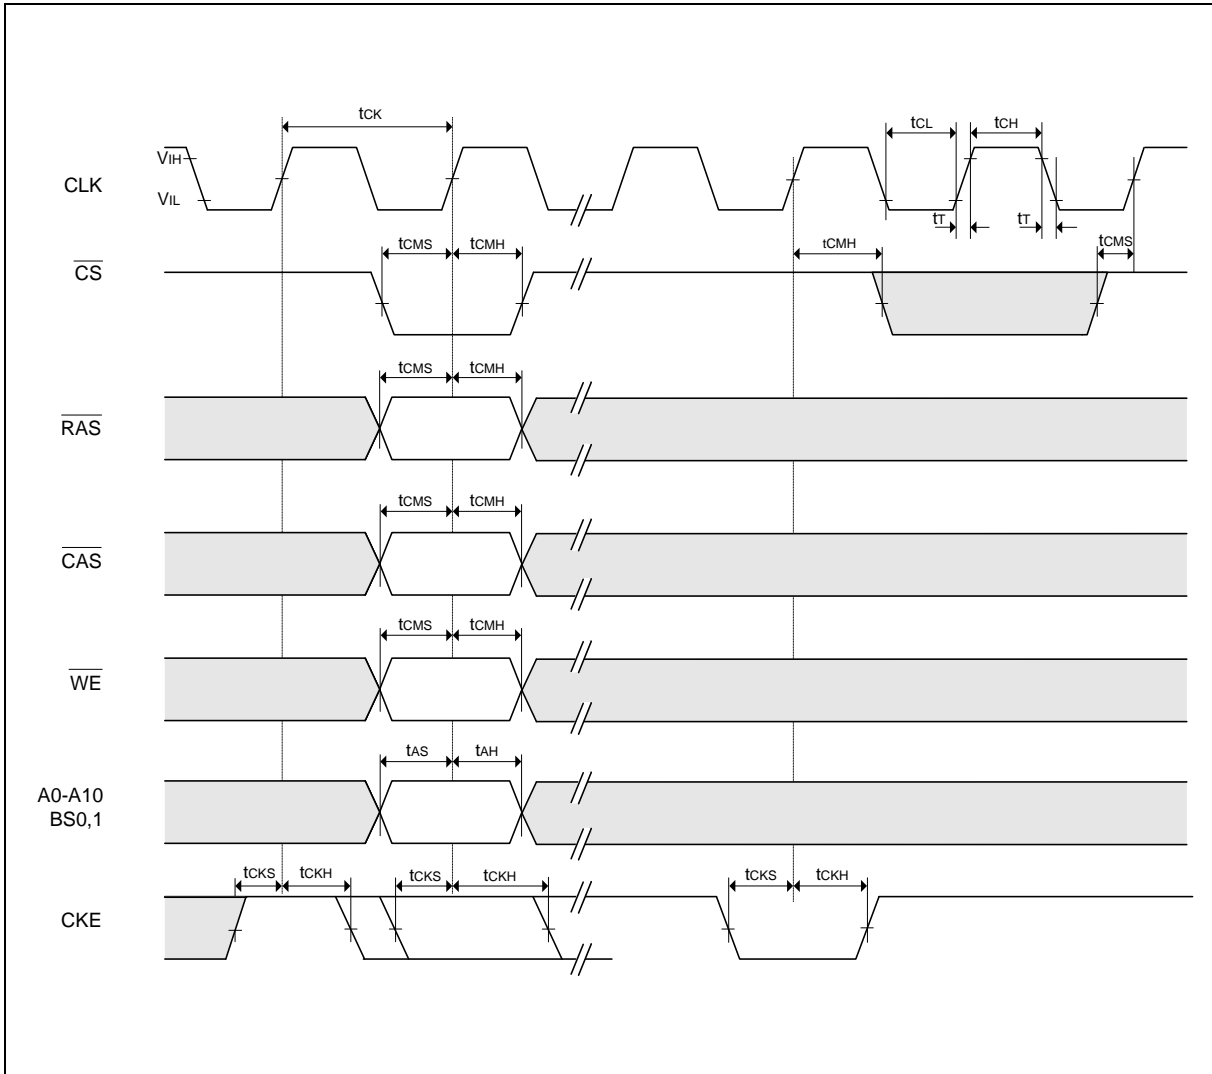 tCK
tCL
tCH
VIH
CLK
VIL
tT
tT
tCMS
tCMH
tCMH
tCMS
CS
tCMS
tCMH
RAS
tCMS
tCMH
CAS
tCMS
tCMH
WE
tAS
tAH
A0-A10
BS0,1
tCKS
tCKH
tCKS
tCKH
tCKS
tCKH
CKE